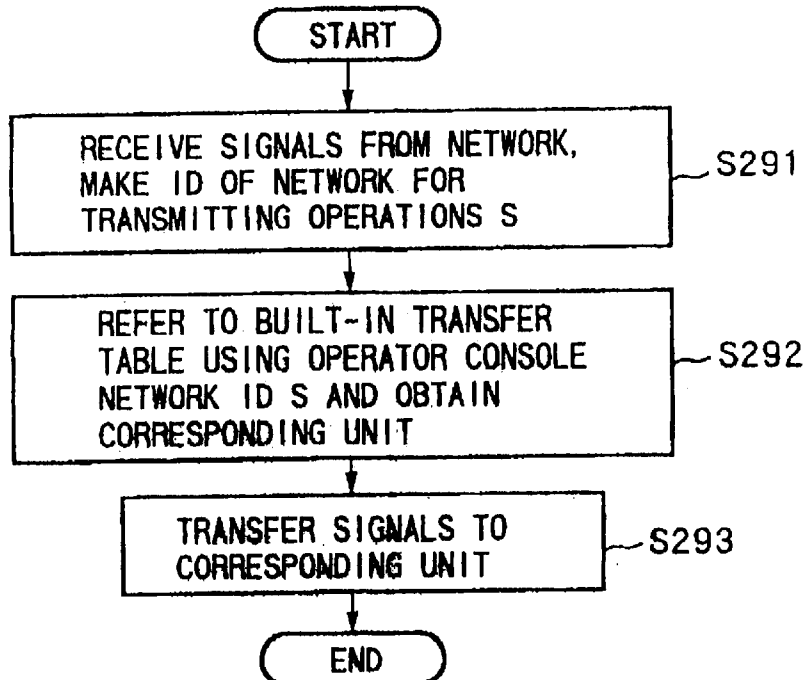 START
RECEIVE SIGNALS FROM NETWORK,
MAKE ID OF NETWORK FOR
TRANSMITTING OPERATIONS S
S291
REFER TO BUILT-IN TRANSFER
TABLE USING OPERATOR CONSOLE
NETWORK ID S AND OBTAIN
CORRESPONDING UNIT
S292
TRANSFER SIGNALS TO
CORRESPONDING UNIT
S293
END